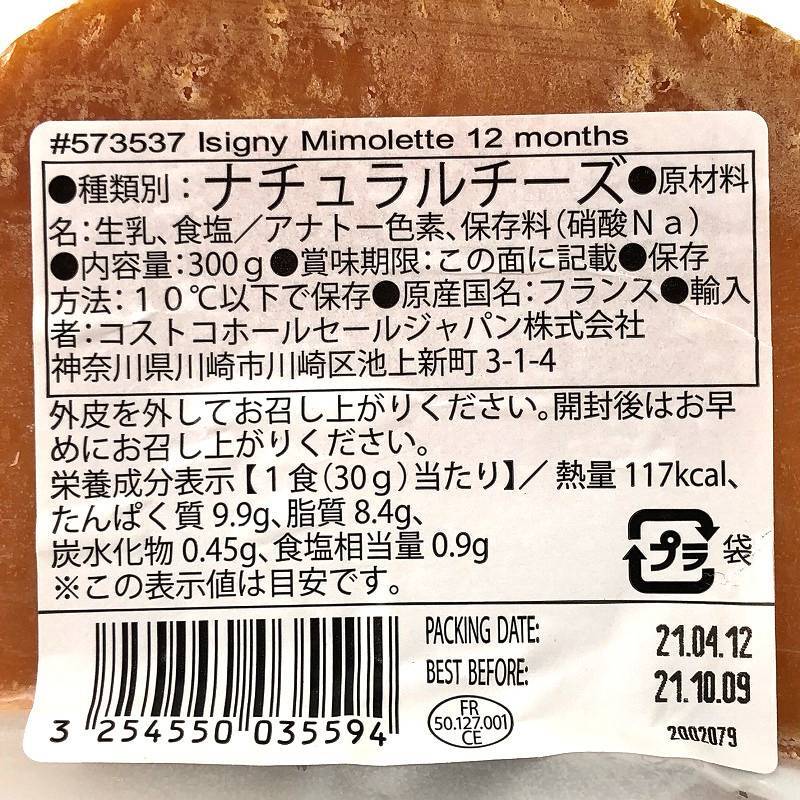 #573537 Isigny Mimolette 12 months
●種類別：ナチュラルチーズ●原材料
名：生乳、食塩／アナトー色素、保存料（硝酸Ｎａ）
●内容量：300ｇ●賞味期限：この面に記載●保存
方法：１０℃以下で保存●原産国名：フランス●輸入
者：コストコホールセールジャパン株式会社
神奈川県川崎市川崎区池上新町 3-1-4
外皮を外してお召し上がりください。開封後はお早
めにお召し上がりください。
栄養成分表示【１食（30ｇ）当たり】／ 熱量 117kcal、
たんぱく質 9.9g、脂質 8.4g、
炭水化物 0.45g、食塩相当量 0.9g
プラ 袋
※この表示値は目安です。
PACKING DATE: 21.04.12
BEST BEFORE: 21.10.09
FR
50.127.001
CE
2002079
3 254550 035594